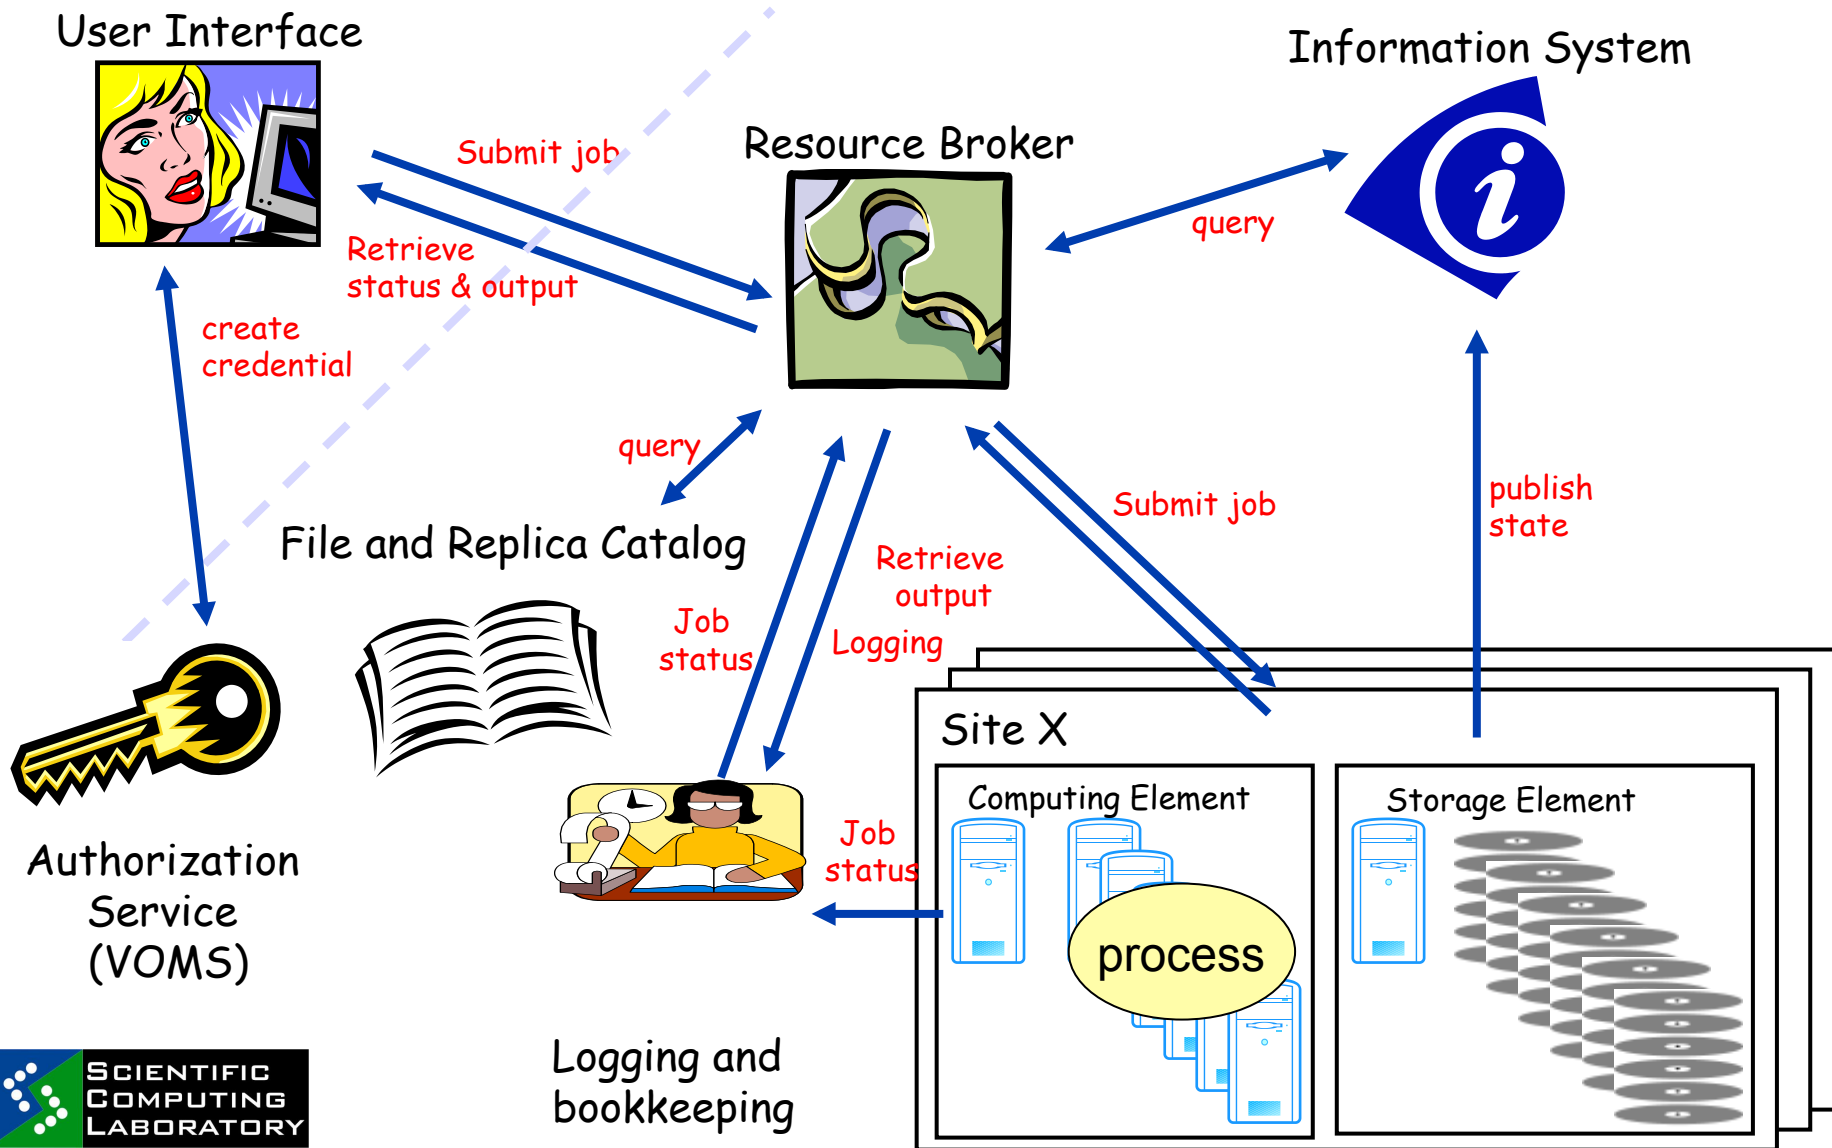 User Interface
Information System
Resource Broker
Submit job
query
Retrieve
status & output
create
credential
query
Submit job
publish
state
File and Replica Catalog
Retrieve
output
Job
status
Logging
Site X
Computing Element
Storage Element
Job
status
process
Authorization
Service
(VOMS)
Logging and
bookkeeping
SCIENTIFIC
COMPUTING
LABORATORY